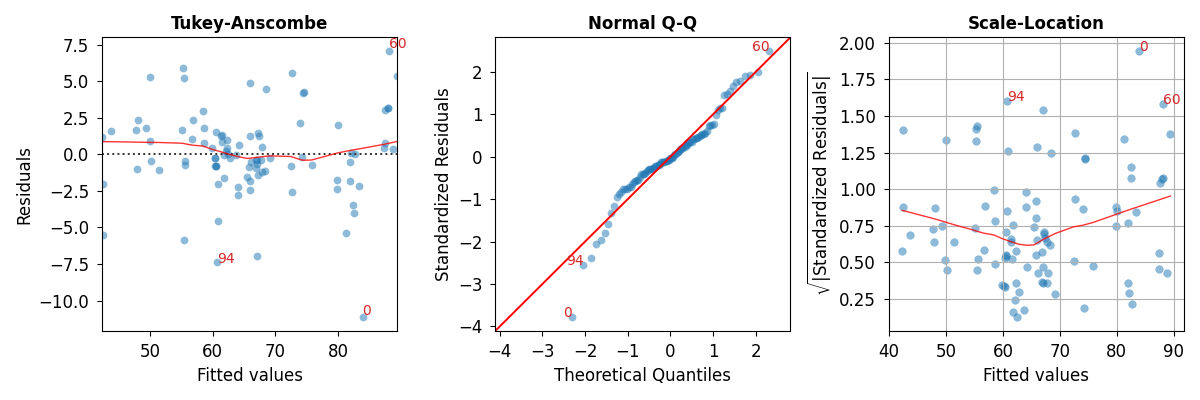 Tukey-Anscombe
Residuals
7.5
5.0
2.5
0.0
−2.5
−5.0
−7.5
−10.0
60
94
0
50 60 70 80
Fitted values
Normal Q-Q
Standardized Residuals
2
1
0
−1
−2
−3
−4
60
94
0
−4 −3 −2 −1 0 1 2
Theoretical Quantiles
Scale-Location
√|Standardized Residuals|
2.00
1.75
1.50
1.25
1.00
0.75
0.50
0.25
0
94
60
40 50 60 70 80 90
Fitted values